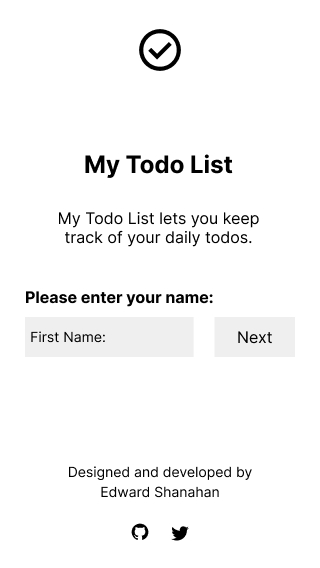 My Todo List
My Todo List lets you keep
track of your daily todos.
Please enter your name:
First Name:
Next
Designed and developed by
Edward Shanahan